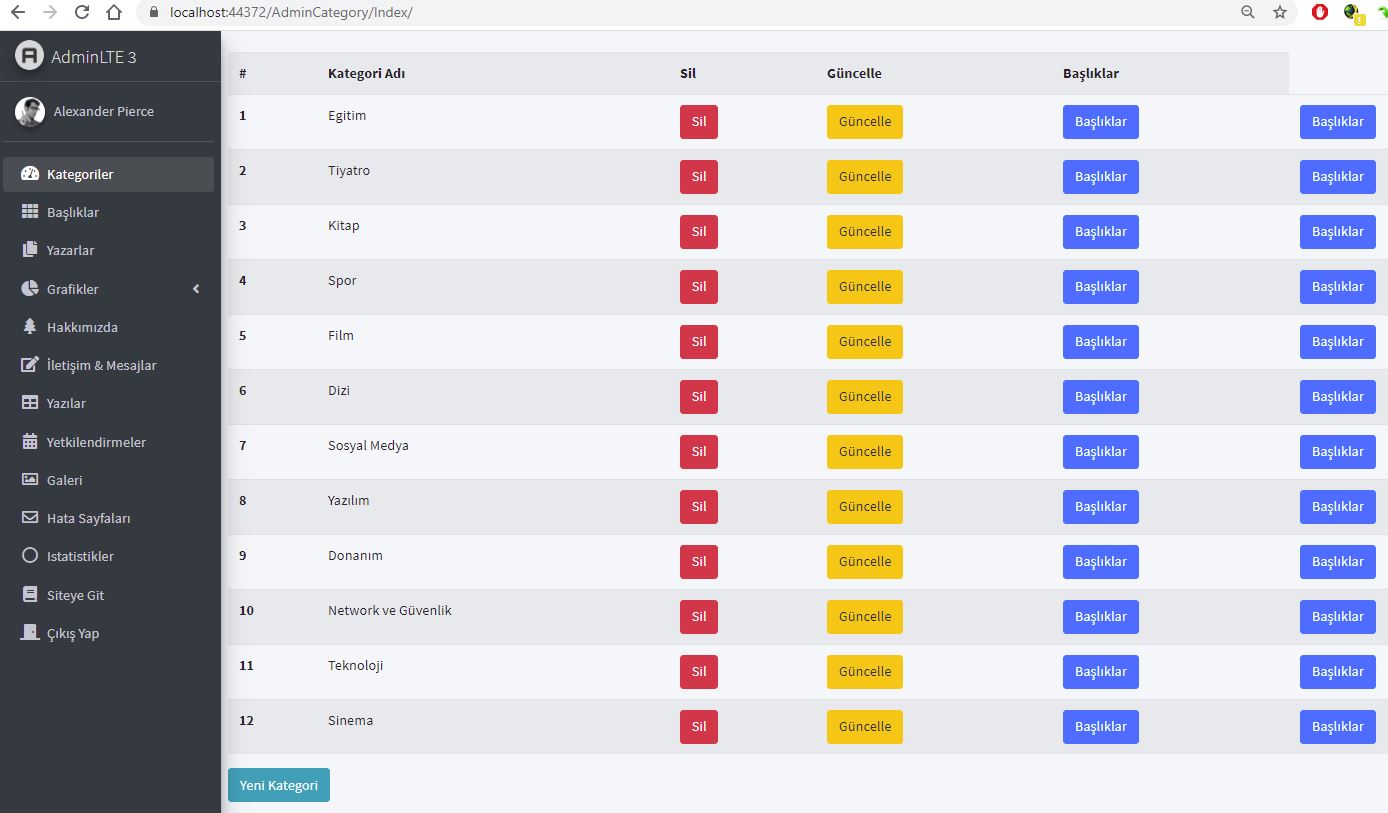 localhost:44372/AdminCategory/Index/
AdminLTE 3
Alexander Pierce
Kategoriler
Başlıklar
Yazarlar
Grafikler
Hakkımızda
İletişim & Mesajlar
Yazılar
Yetkilendirmeler
Galeri
Hata Sayfaları
Istatistikler
Siteye Git
Çıkış Yap
# Kategori Adı Sil Güncelle Başlıklar
1 Egitim Sil Güncelle Başlıklar Başlıklar
2 Tiyatro Sil Güncelle Başlıklar Başlıklar
3 Kitap Sil Güncelle Başlıklar Başlıklar
4 Spor Sil Güncelle Başlıklar Başlıklar
5 Film Sil Güncelle Başlıklar Başlıklar
6 Dizi Sil Güncelle Başlıklar Başlıklar
7 Sosyal Medya Sil Güncelle Başlıklar Başlıklar
8 Yazılım Sil Güncelle Başlıklar Başlıklar
9 Donanım Sil Güncelle Başlıklar Başlıklar
10 Network ve Güvenlik Sil Güncelle Başlıklar Başlıklar
11 Teknoloji Sil Güncelle Başlıklar Başlıklar
12 Sinema Sil Güncelle Başlıklar Başlıklar
Yeni Kategori